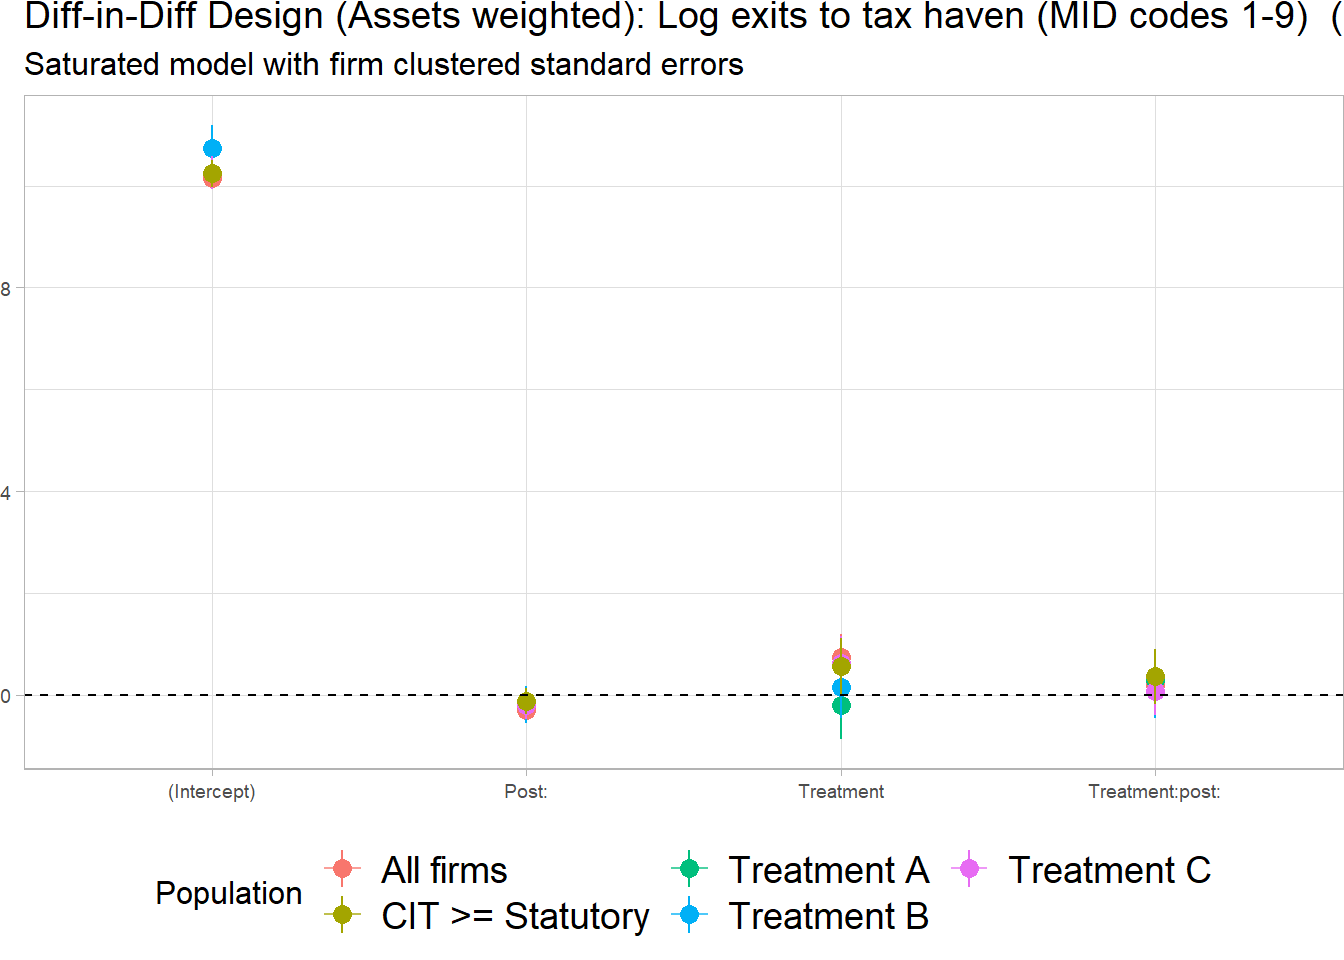 Diff-in-Diff Design (Assets weighted): Log exits to tax haven (MID codes 1-9) (
Saturated model with firm clustered standard errors
8
4
0
(Intercept) Post: Treatment Treatment:post:
Population All firms Treatment A Treatment C
CIT >= Statutory Treatment B